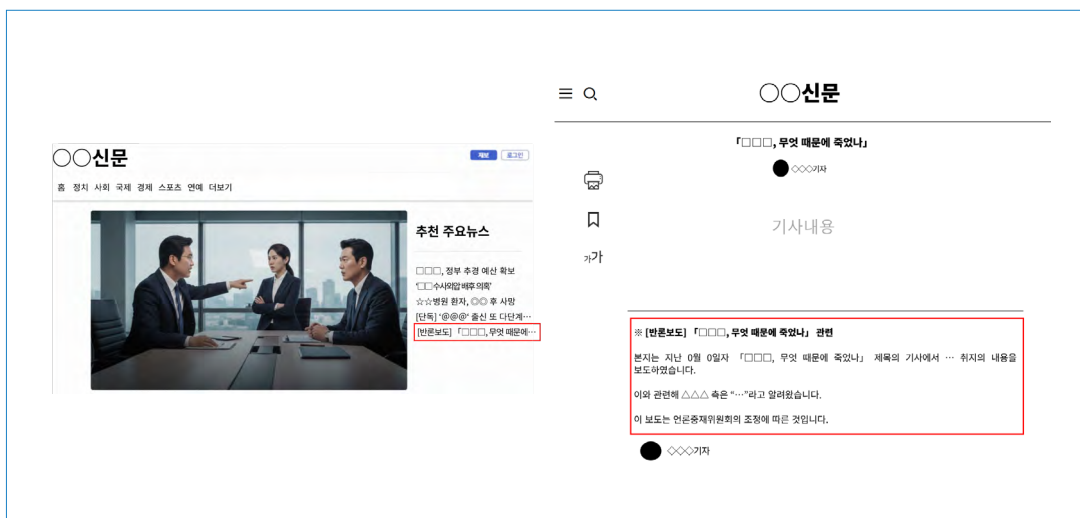 ○○신문
제보 로그인
홈 정치 사회 국제 경제 스포츠 연예 더보기
추천 주요뉴스
□□□, 정부 추경 예산 확보
‘□□수사외압 배후 의혹’
☆☆병원 환자, ◎◎ 후 사망
[단독] ‘@@@’ 출신 또 다단계…
[반론보도] 「□□□, 무엇 때문에…
○○신문
「□□□, 무엇 때문에 죽었나」
◇◇◇기자
가가
기사내용
※ [반론보도] 「□□□, 무엇 때문에 죽었나」 관련
본지는 지난 0월 0일자 「□□□, 무엇 때문에 죽었나」 제목의 기사에서 … 취지의 내용을
보도하였습니다.
이와 관련해 △△△ 측은 “…”라고 알려왔습니다.
이 보도는 언론중재위원회의 조정에 따른 것입니다.
◇◇◇기자